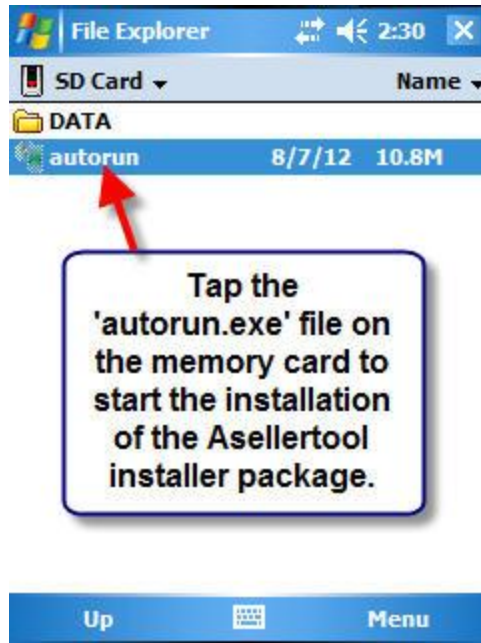 File Explorer 2:30
SD Card Name
DATA
autorun 8/7/12 10.8M
Tap the
'autorun.exe' file on
the memory card to
start the installation
of the Asellertool
installer package.
Up Menu